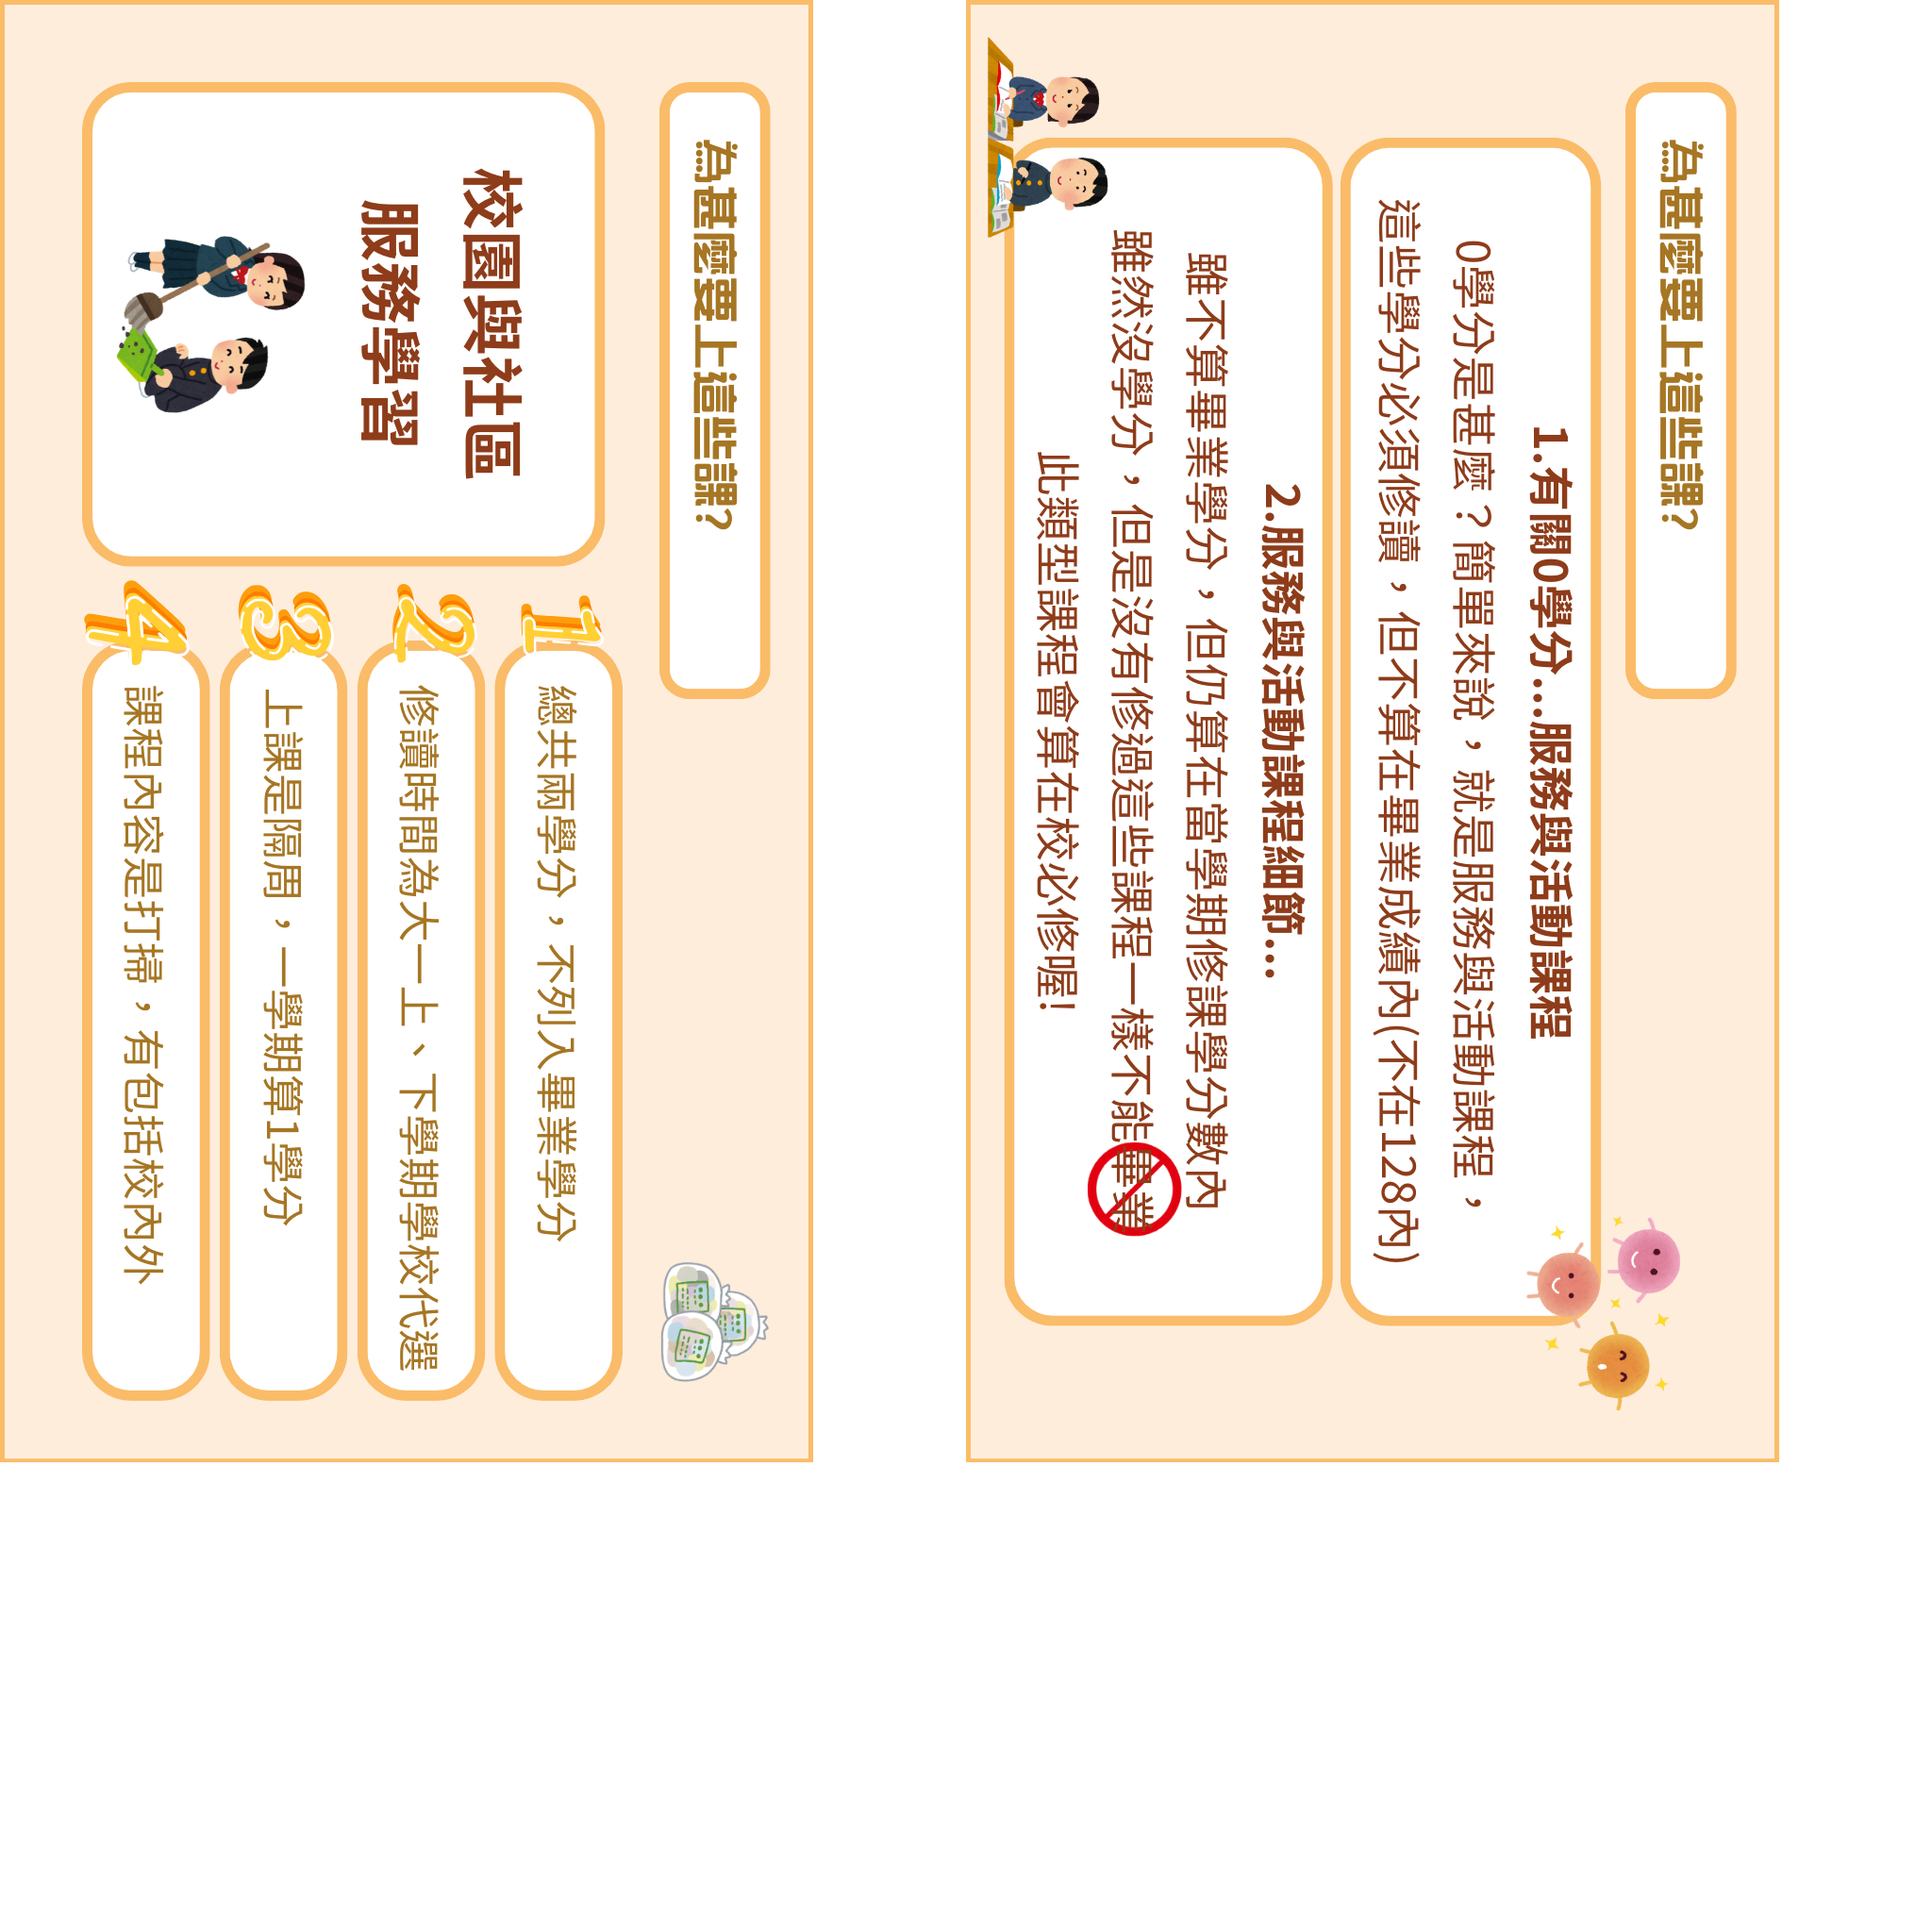 為甚麼要上這些課?
1.有關0學分...服務與活動課程
0學分是甚麼？簡單來說，就是服務與活動課程，
這些學分必須修讀，但不算在畢業成績內(不在128內)
2.服務與活動課程細節...
雖不算畢業學分，但仍算在當學期修課學分數內
雖然沒學分，但是沒有修過這些課程一樣不能畢業
此類型課程會算在校必修喔!
為甚麼要上這些課?
校園與社區
服務學習
1
總共兩學分，不列入畢業學分
2
修讀時間為大一上、下學期學校代選
3
上課是隔周，一學期算1學分
4
課程內容是打掃，有包括校內外